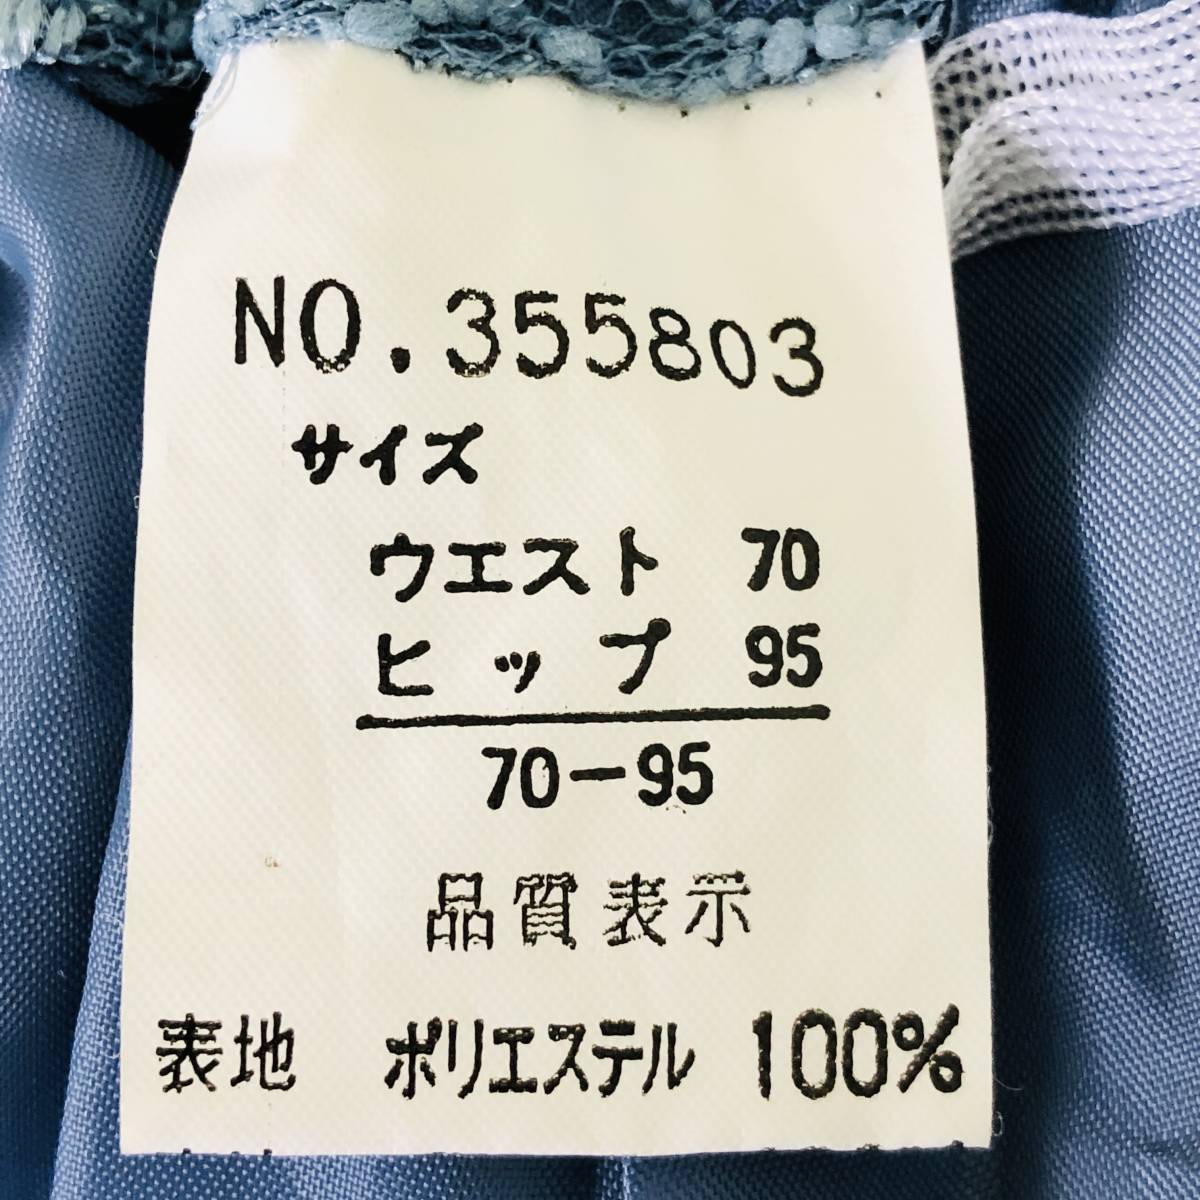 NO.355803
サイズ
ウエスト 70
ヒップ 95
70-95
品質表示
表地 ポリエステル 100%